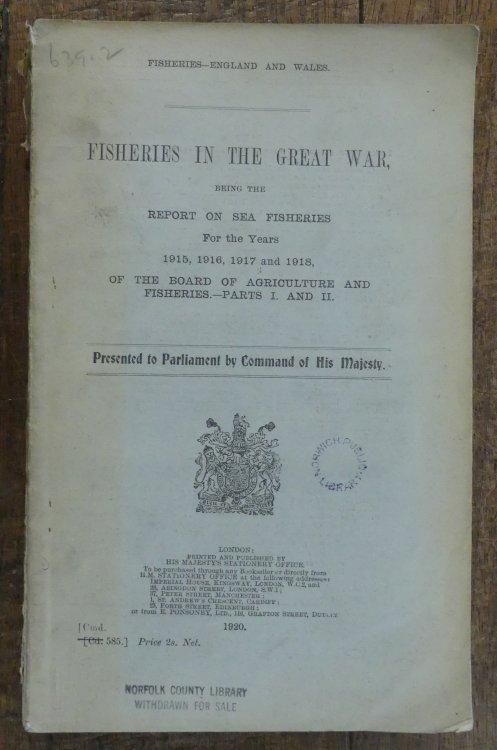 639.2
FISHERIES—ENGLAND AND WALES.
FISHERIES IN THE GREAT WAR,
BEING THE
REPORT ON SEA FISHERIES
For the Years
1915, 1916, 1917 and 1918,
OF THE BOARD OF AGRICULTURE AND
FISHERIES.—PARTS I. AND II.
Presented to Parliament by Command of His Majesty.
NORWICH PUBLIC
LIBRARY
LONDON:
PRINTED AND PUBLISHED BY
HIS MAJESTY'S STATIONERY OFFICE.
To be purchased through any Bookseller or directly from
H.M. STATIONERY OFFICE at the following addresses:
IMPERIAL HOUSE, KINGSWAY, LONDON, W.C.2, and
28, ABINGDON STREET, LONDON, S.W.1;
37, PETER STREET, MANCHESTER;
1, ST. ANDREW'S CRESCENT, CARDIFF;
23, FORTH STREET, EDINBURGH;
or from E. PONSONBY, LTD., 116, GRAFTON STREET, DUBLIN
1920.
[Cmd.
[Cd. 585.] Price 2s. Net.
NORFOLK COUNTY LIBRARY
WITHDRAWN FOR SALE